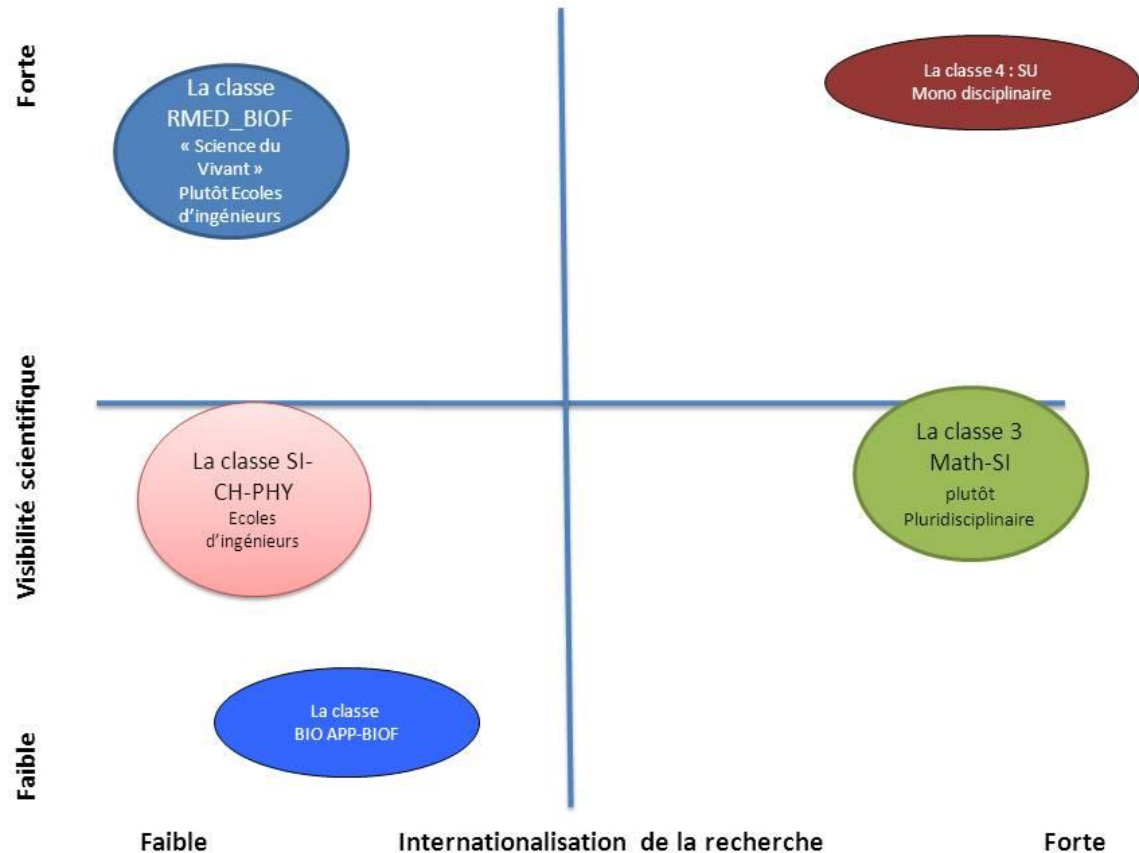 Forte
La classe
RMED_BIOF
« Science du
Vivant »
Plutôt Ecoles
d'ingénieurs
La classe 4 : SU
Mono disciplinaire
Visibilité scientifique
La classe SI-
CH-PHY
Ecoles
d'ingénieurs
La classe 3
Math-SI
plutôt
Pluridisciplinaire
La classe
BIO APP-BIOF
Faible
Faible
Internationalisation de la recherche
Forte